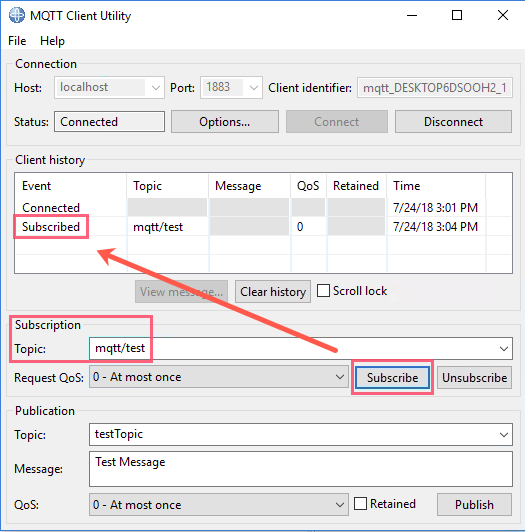 MQTT Client Utility
File Help
Connection
Host: localhost Port: 1883 Client identifier: mqtt_DESKTOP6DSOOH2_1
Status: Connected Options... Connect Disconnect
Client history
Event Topic Message QoS Retained Time
Connected 7/24/18 3:01 PM
Subscribed mqtt/test 0 7/24/18 3:04 PM
View message... Clear history Scroll lock
Subscription
Topic: mqtt/test
Request QoS: 0 - At most once Subscribe Unsubscribe
Publication
Topic: testTopic
Message: Test Message
QoS: 0 - At most once Retained Publish